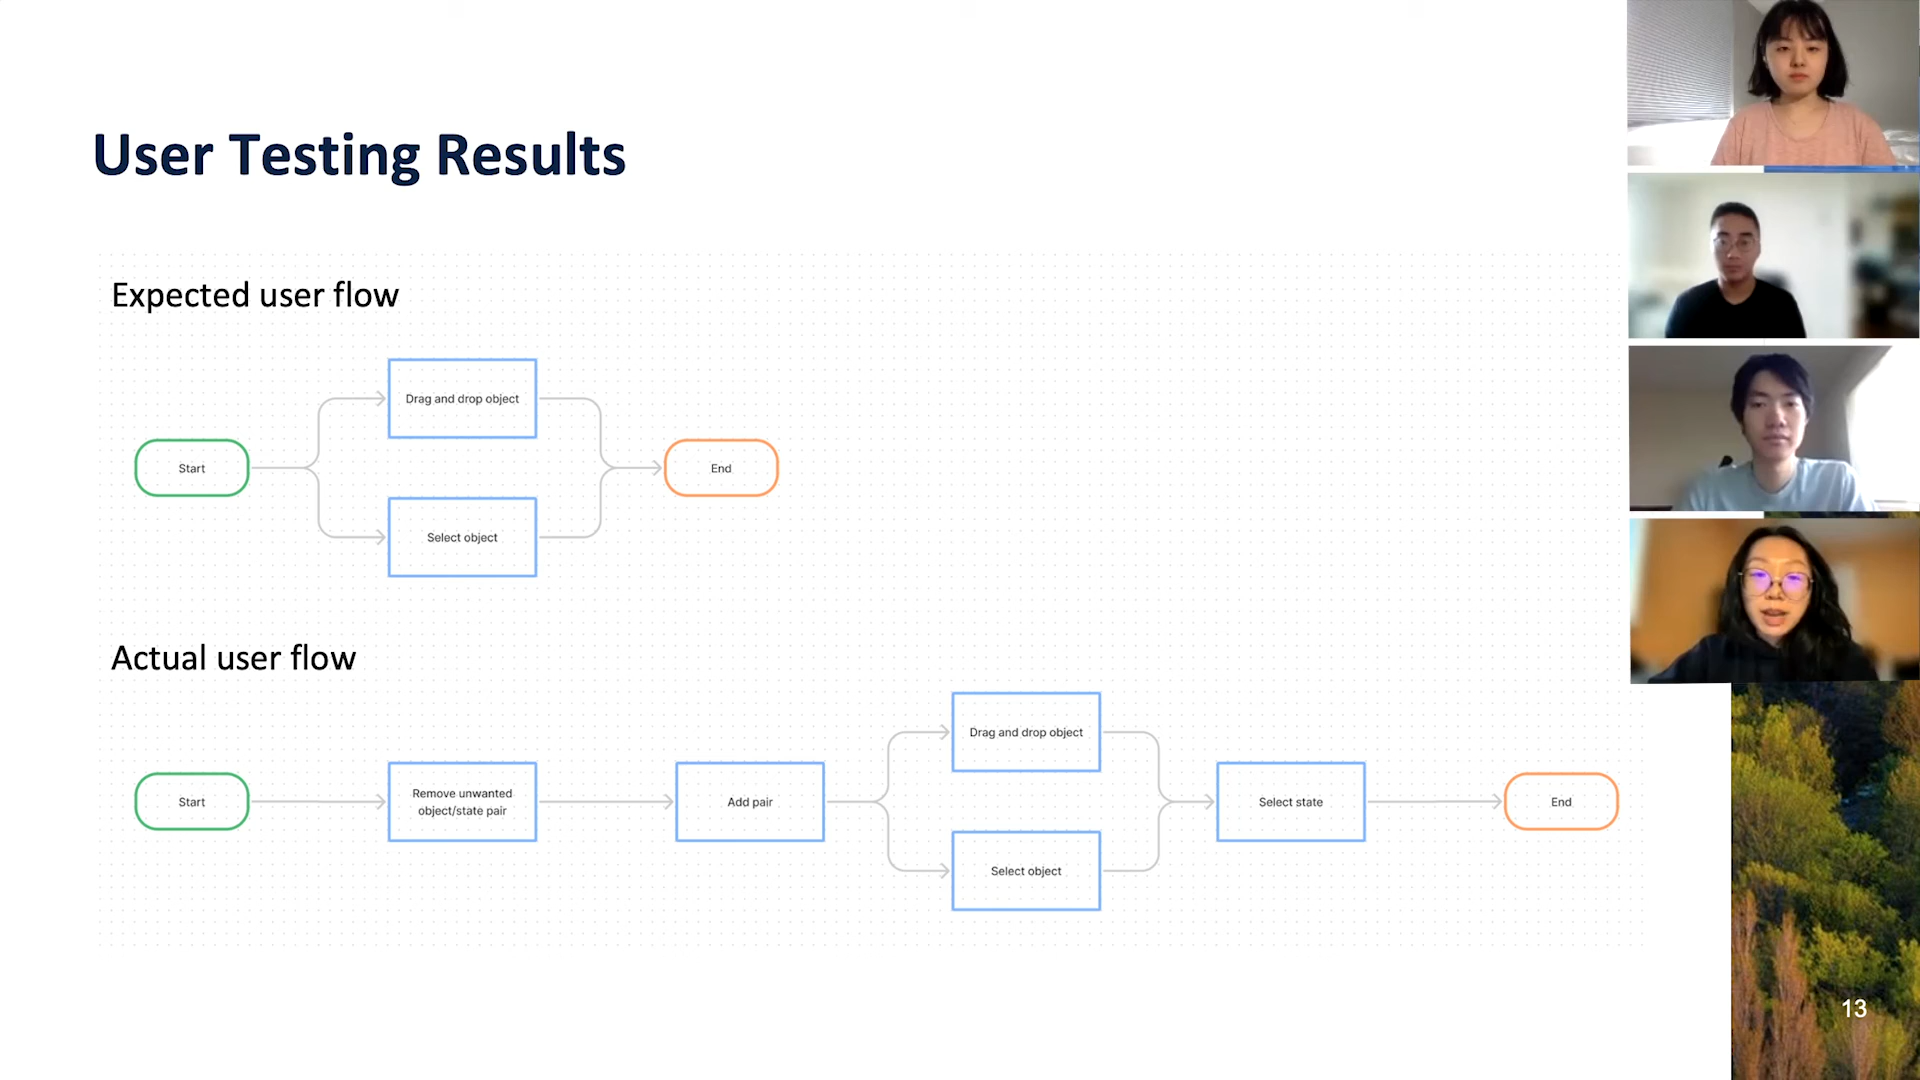 User Testing Results
Expected user flow
Drag and drop object
Start
End
Select object
Actual user flow
Drag and drop object
Start
Remove unwanted
object/state pair
Add pair
Select state
End
Select object
13